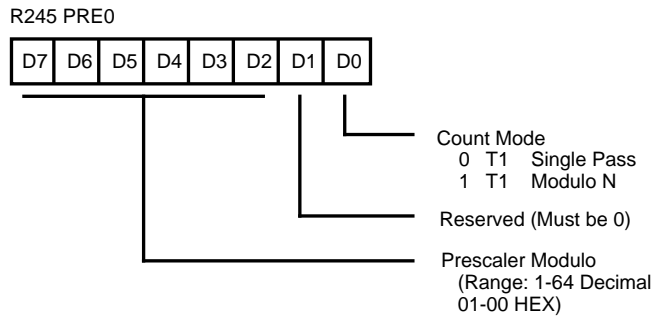 R245 PRE0
D7 D6 D5 D4 D3 D2 D1 D0
Count Mode
0 T1 Single Pass
1 T1 Modulo N
Reserved (Must be 0)
Prescaler Modulo
(Range: 1-64 Decimal
01-00 HEX)